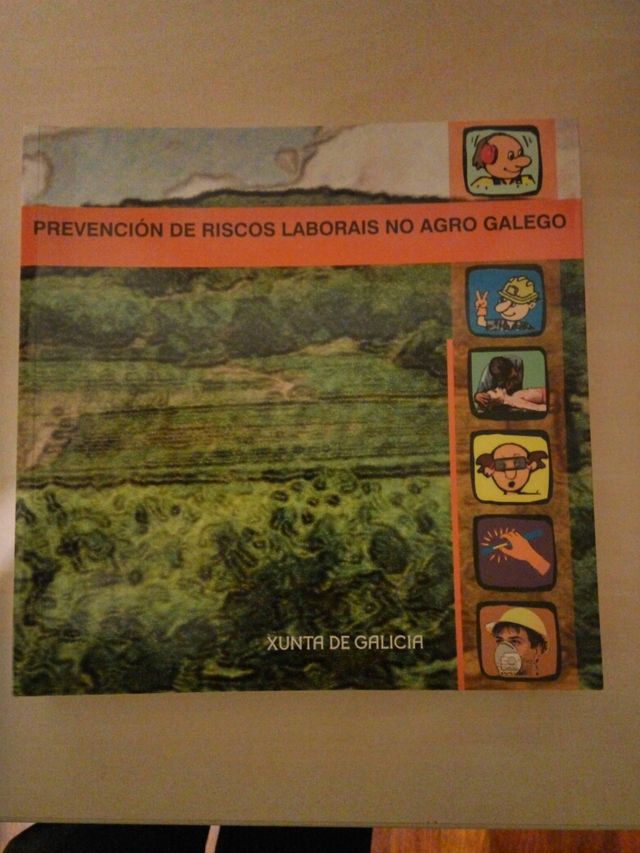 PREVENCIÓN DE RISCOS LABORAIS NO AGRO GALEGO
XUNTA DE GALICIA